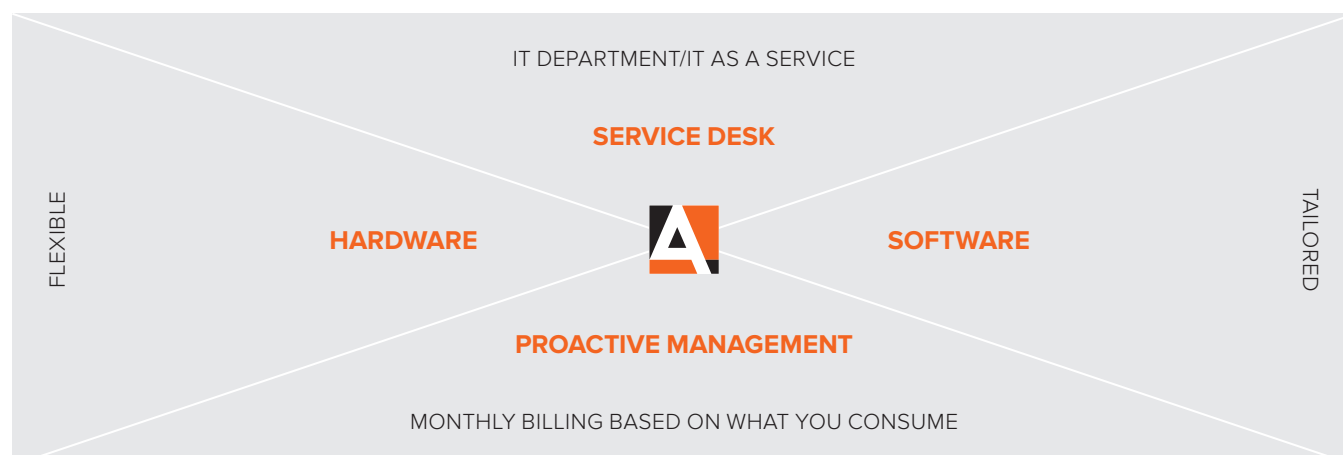 IT DEPARTMENT/IT AS A SERVICE
SERVICE DESK
FLEXIBLE
HARDWARE
A
SOFTWARE
TAILORED
PROACTIVE MANAGEMENT
MONTHLY BILLING BASED ON WHAT YOU CONSUME